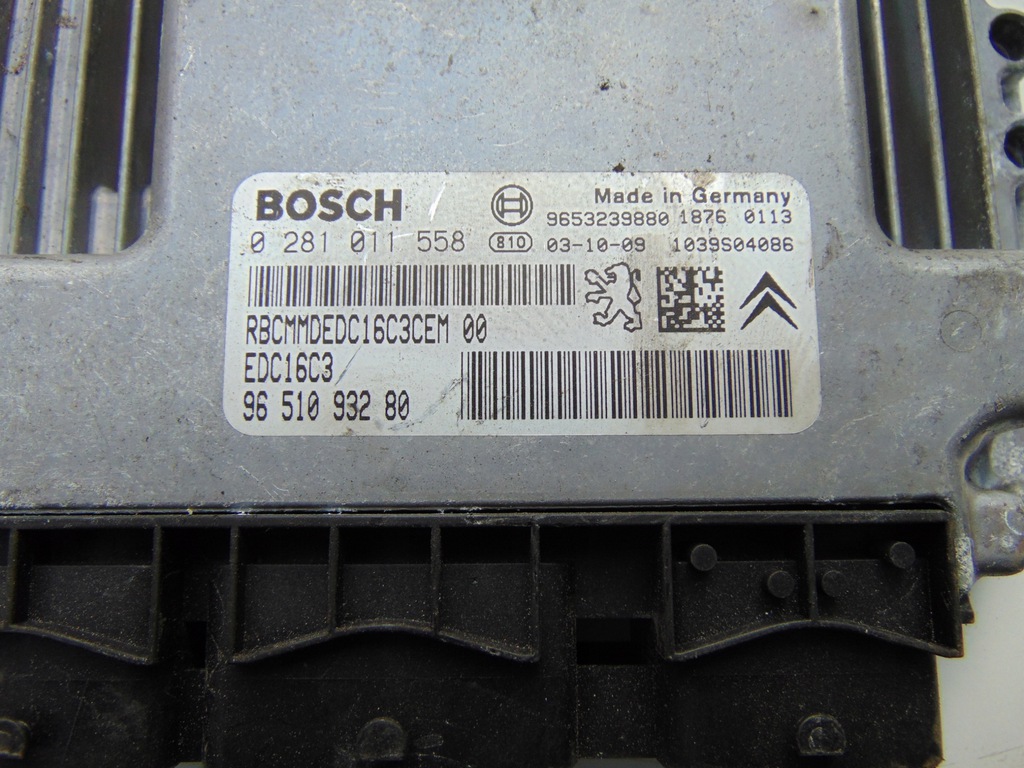 BOSCH
Made in Germany
9653239880 1876 0113
0 281 011 558 810 03-10-09 1039S04086
RBCMMDEDC16C3CEM 00
EDC16C3
96 510 932 80